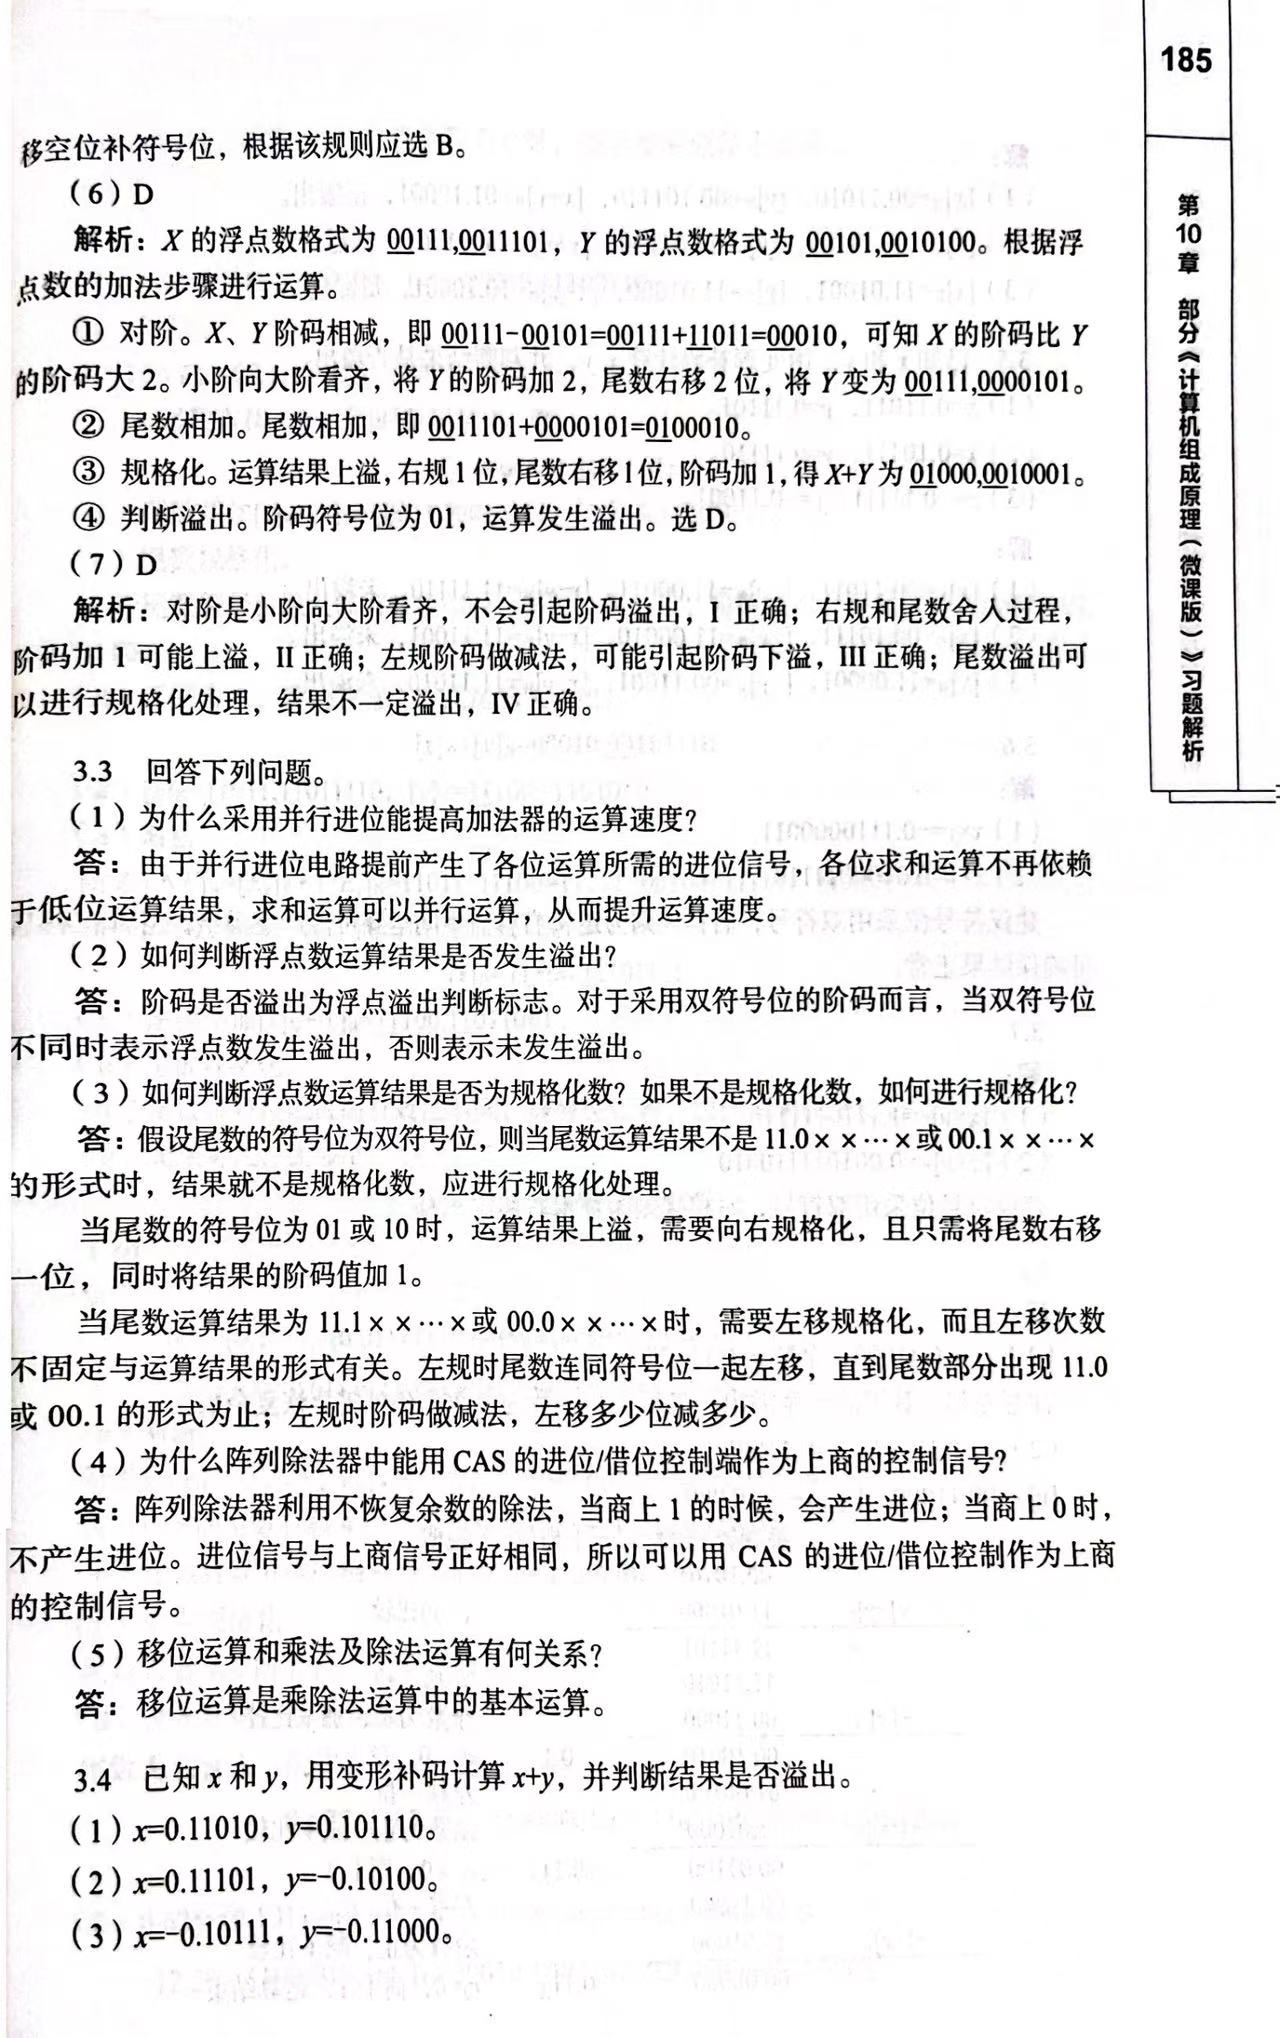 185
第10章 部分《计算机组成原理（微课版）》习题解析
移空位补符号位，根据该规则应选 B。
（6）D
解析：X 的浮点数格式为 00111,0011101，Y 的浮点数格式为 00101,0010100。根据浮
点数的加法步骤进行运算。
① 对阶。X、Y 阶码相减，即 00111-00101=00111+11011=00010，可知 X 的阶码比 Y
的阶码大 2。小阶向大阶看齐，将 Y 的阶码加 2，尾数右移 2 位，将 Y 变为 00111,0000101。
② 尾数相加。尾数相加，即 0011101+0000101=0100010。
③ 规格化。运算结果上溢，右规 1 位，尾数右移 1 位，阶码加 1，得 X+Y 为 01000,0010001。
④ 判断溢出。阶码符号位为 01，运算发生溢出。选 D。
（7）D
解析：对阶是小阶向大阶看齐，不会引起阶码溢出，I 正确；右规和尾数舍入过程，
阶码加 1 可能上溢，II 正确；左规阶码做减法，可能引起阶码下溢，III 正确；尾数溢出可
以进行规格化处理，结果不一定溢出，IV 正确。
3.3 回答下列问题。
（1）为什么采用并行进位能提高加法器的运算速度？
答：由于并行进位电路提前产生了各位运算所需的进位信号，各位求和运算不再依赖
于低位运算结果，求和运算可以并行运算，从而提升运算速度。
（2）如何判断浮点数运算结果是否发生溢出？
答：阶码是否溢出为浮点溢出判断标志。对于采用双符号位的阶码而言，当双符号位
不同时表示浮点数发生溢出，否则表示未发生溢出。
（3）如何判断浮点数运算结果是否为规格化数？如果不是规格化数，如何进行规格化？
答：假设尾数的符号位为双符号位，则当尾数运算结果不是 11.0××…×或 00.1××…×
的形式时，结果就不是规格化数，应进行规格化处理。
当尾数的符号位为 01 或 10 时，运算结果上溢，需要向右规格化，且只需将尾数右移
一位，同时将结果的阶码值加 1。
当尾数运算结果为 11.1××…×或 00.0××…×时，需要左移规格化，而且左移次数
不固定与运算结果的形式有关。左规时尾数连同符号位一起左移，直到尾数部分出现 11.0
或 00.1 的形式为止；左规时阶码做减法，左移多少位减多少。
（4）为什么阵列除法器中能用 CAS 的进位/借位控制端作为上商的控制信号？
答：阵列除法器利用不恢复余数的除法，当商上 1 的时候，会产生进位；当商上 0 时，
不产生进位。进位信号与上商信号正好相同，所以可以用 CAS 的进位/借位控制作为上商
的控制信号。
（5）移位运算和乘法及除法运算有何关系？
答：移位运算是乘除法运算中的基本运算。
3.4 已知 x 和 y，用变形补码计算 x+y，并判断结果是否溢出。
（1）x=0.11010，y=0.101110。
（2）x=0.11101，y=-0.10100。
（3）x=-0.10111，y=-0.11000。